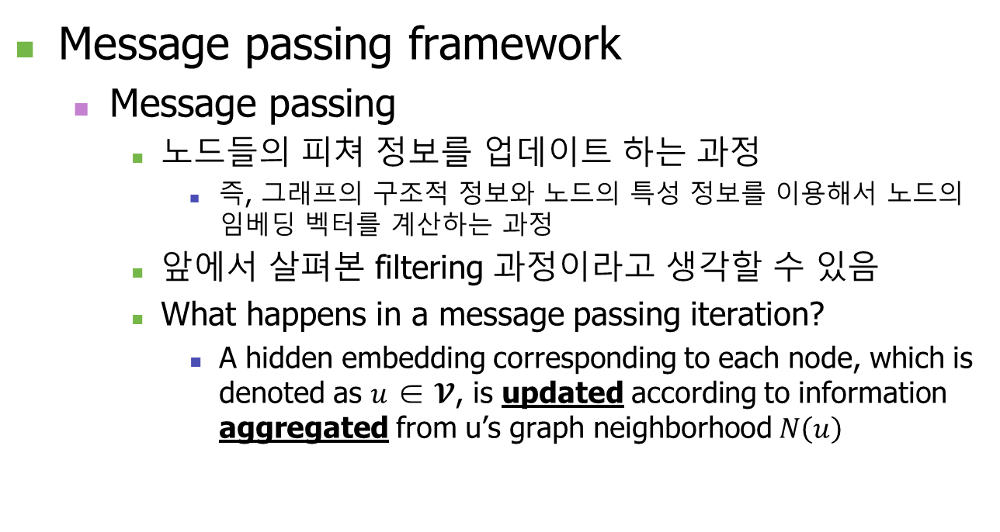 Message passing framework
Message passing
노드들의 피쳐 정보를 업데이트 하는 과정
즉, 그래프의 구조적 정보와 노드의 특성 정보를 이용해서 노드의
임베딩 벡터를 계산하는 과정
앞에서 살펴본 filtering 과정이라고 생각할 수 있음
What happens in a message passing iteration?
A hidden embedding corresponding to each node, which is
denoted as 𝑢 ∈ 𝓥, is updated according to information
aggregated from u’s graph neighborhood 𝑁(𝑢)